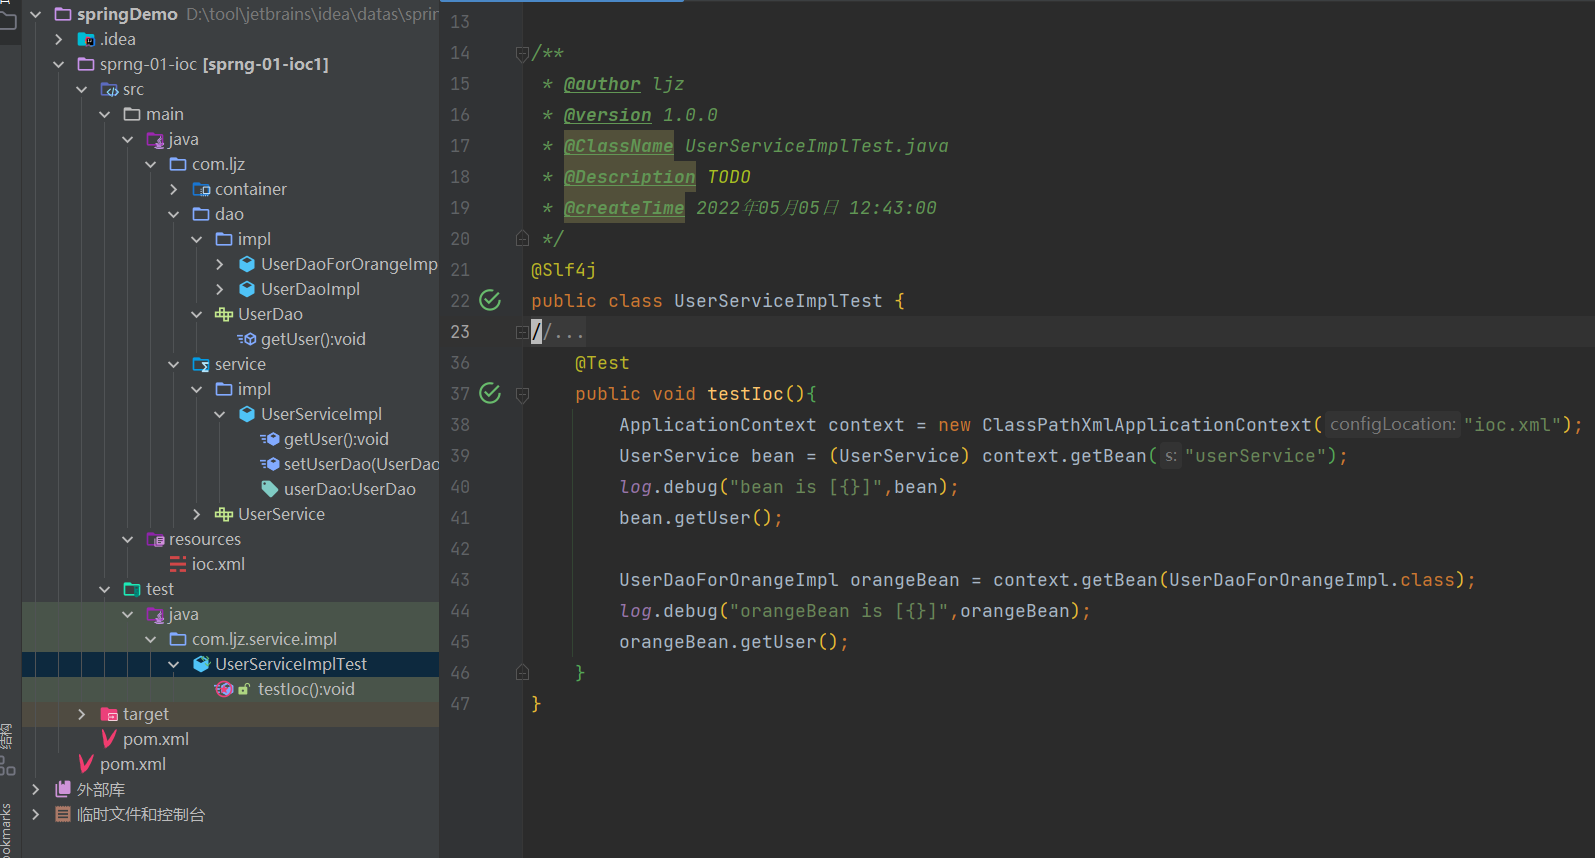 springDemo D:\tool\jetbrains\idea\datas\sprin
.idea
sprng-01-ioc [sprng-01-ioc1]
src
main
java
com.ljz
container
dao
impl
UserDaoForOrangeImp
UserDaoImpl
UserDao
getUser():void
service
impl
UserServiceImpl
getUser():void
setUserDao(UserDao
userDao:UserDao
UserService
resources
ioc.xml
test
java
com.ljz.service.impl
UserServiceImplTest
testIoc():void
target
pom.xml
pom.xml
外部库
临时文件和控制台
结构
ookmarks
13
14 /**
15 * @author ljz
16 * @version 1.0.0
17 * @ClassName UserServiceImplTest.java
18 * @Description TODO
19 * @createTime 2022年05月05日 12:43:00
20 */
21 @Slf4j
22 public class UserServiceImplTest {
23 //...
36 @Test
37 public void testIoc(){
38 ApplicationContext context = new ClassPathXmlApplicationContext( configLocation: "ioc.xml");
39 UserService bean = (UserService) context.getBean( s: "userService");
40 log.debug("bean is [{}]",bean);
41 bean.getUser();
42
43 UserDaoForOrangeImpl orangeBean = context.getBean(UserDaoForOrangeImpl.class);
44 log.debug("orangeBean is [{}]",orangeBean);
45 orangeBean.getUser();
46 }
47 }